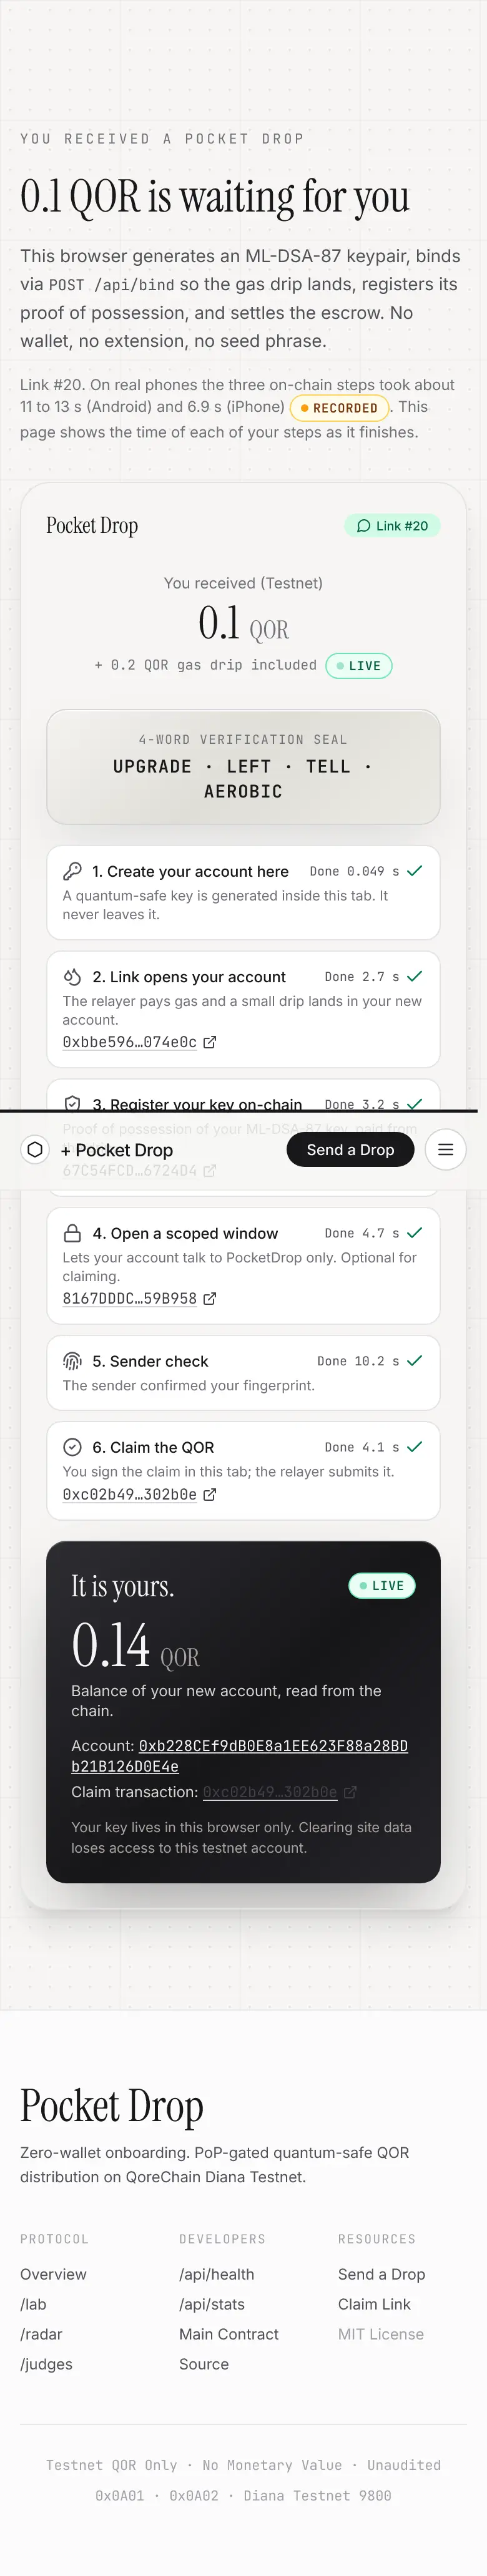 YOU RECEIVED A POCKET DROP
0.1 QOR is waiting for you
This browser generates an ML-DSA-87 keypair, binds
via POST /api/bind so the gas drip lands, registers its
proof of possession, and settles the escrow. No
wallet, no extension, no seed phrase.
Link #20. On real phones the three on-chain steps took about
11 to 13 s (Android) and 6.9 s (iPhone) RECORDED. This
page shows the time of each of your steps as it finishes.
Pocket Drop
Link #20
You received (Testnet)
0.1 QOR
+ 0.2 QOR gas drip included LIVE
4-WORD VERIFICATION SEAL
UPGRADE · LEFT · TELL ·
AEROBIC
1. Create your account here Done 0.049 s
A quantum-safe key is generated inside this tab. It
never leaves it.
2. Link opens your account Done 2.7 s
The relayer pays gas and a small drip lands in your new
account.
0xbbe596…074e0c
3. Register your key on-chain Done 3.2 s
Proof of possession of your ML-DSA-87 key, paid from
+ Pocket Drop
Send a Drop
67C54FCD…6724D4
4. Open a scoped window Done 4.7 s
Lets your account talk to PocketDrop only. Optional for
claiming.
8167DDDC…59B958
5. Sender check Done 10.2 s
The sender confirmed your fingerprint.
6. Claim the QOR Done 4.1 s
You sign the claim in this tab; the relayer submits it.
0xc02b49…302b0e
It is yours.
LIVE
0.14 QOR
Balance of your new account, read from the
chain.
Account: 0xb228CEf9dB0E8a1EE623F88a28BD
b21B126D0E4e
Claim transaction: 0xc02b49…302b0e
Your key lives in this browser only. Clearing site data
loses access to this testnet account.
Pocket Drop
Zero-wallet onboarding. PoP-gated quantum-safe QOR
distribution on QoreChain Diana Testnet.
PROTOCOL
Overview
/lab
/radar
/judges
DEVELOPERS
/api/health
/api/stats
Main Contract
Source
RESOURCES
Send a Drop
Claim Link
MIT License
Testnet QOR Only · No Monetary Value · Unaudited
0x0A01 · 0x0A02 · Diana Testnet 9800